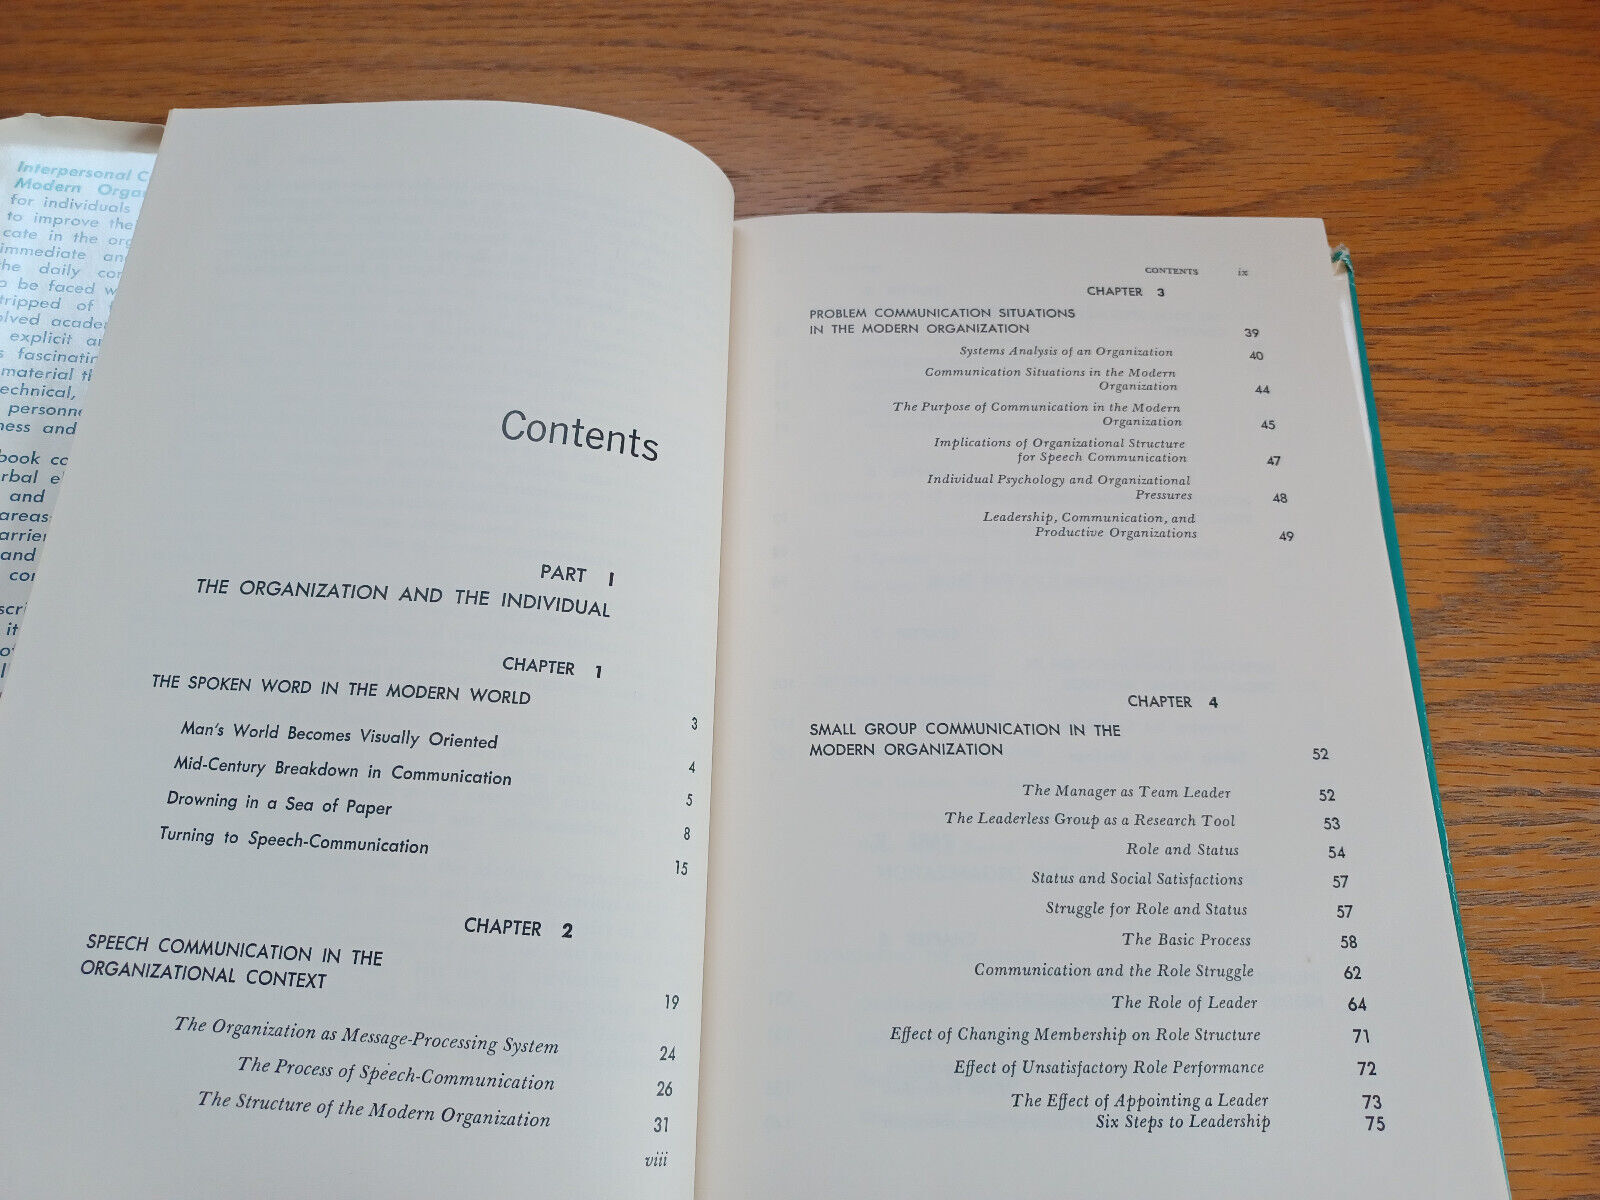 Interpersonal C
Modern Orga
for individuals
to improve the
cate in the org
immediate an
the daily con
be faced w
tripped of
olved acade
explicit a
fascinatin
material th
echnical,
personne
ness and
book co
rbal e
and
areas
arrier
and
cor
scri
it
of
Contents
PART I
THE ORGANIZATION AND THE INDIVIDUAL
CHAPTER 1
THE SPOKEN WORD IN THE MODERN WORLD
3
Man's World Becomes Visually Oriented
4
Mid-Century Breakdown in Communication
5
Drowning in a Sea of Paper
8
Turning to Speech-Communication
15
CHAPTER 2
SPEECH COMMUNICATION IN THE
ORGANIZATIONAL CONTEXT
19
The Organization as Message-Processing System 24
The Process of Speech-Communication 26
The Structure of the Modern Organization 31
viii
CONTENTS ix
CHAPTER 3
PROBLEM COMMUNICATION SITUATIONS
IN THE MODERN ORGANIZATION 39
Systems Analysis of an Organization 40
Communication Situations in the Modern
Organization 44
The Purpose of Communication in the Modern
Organization 45
Implications of Organizational Structure
for Speech Communication 47
Individual Psychology and Organizational
Pressures 48
Leadership, Communication, and
Productive Organizations 49
CHAPTER 4
SMALL GROUP COMMUNICATION IN THE
MODERN ORGANIZATION 52
The Manager as Team Leader 52
The Leaderless Group as a Research Tool 53
Role and Status 54
Status and Social Satisfactions 57
Struggle for Role and Status 57
The Basic Process 58
Communication and the Role Struggle 62
The Role of Leader 64
Effect of Changing Membership on Role Structure 71
Effect of Unsatisfactory Role Performance 72
The Effect of Appointing a Leader 73
Six Steps to Leadership 75